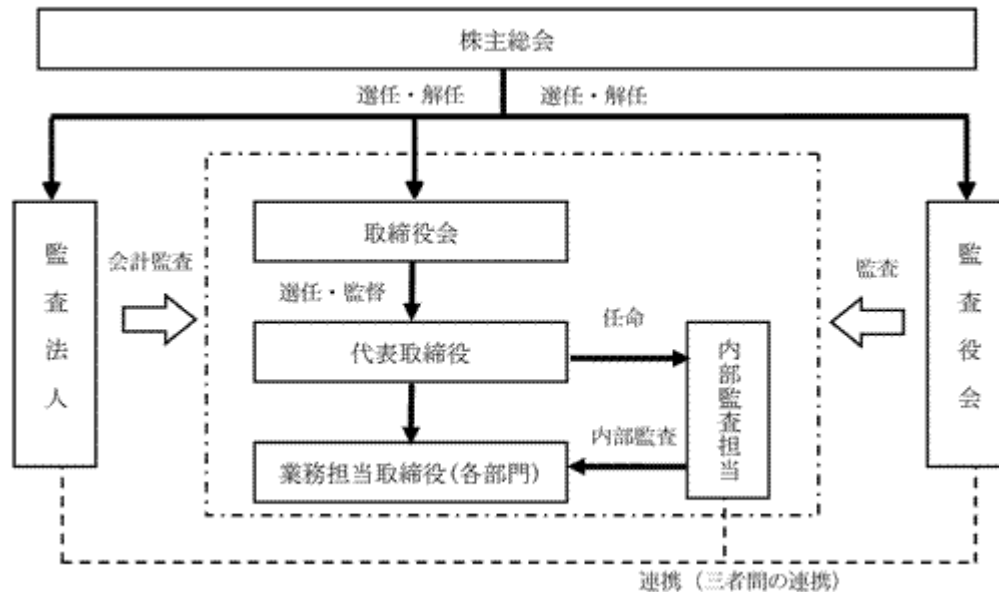 株主総会
選任・解任
選任・解任
取締役会
監査法人
会計監査
監査
監査役会
選任・監督
任命
代表取締役
内部監査担当
内部監査
業務担当取締役(各部門)
連携（三者間の連携）